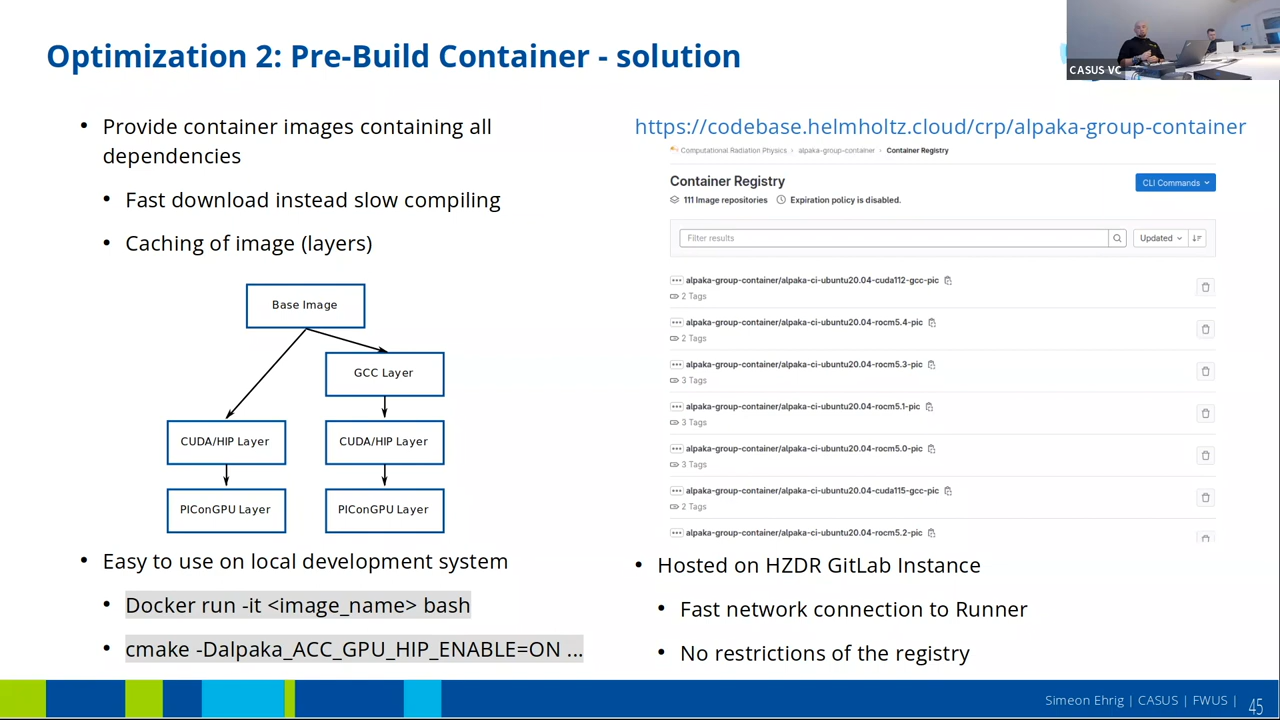 Optimization 2: Pre-Build Container - solution
CASUS VC
• Provide container images containing all
dependencies
• Fast download instead slow compiling
• Caching of image (layers)
Base Image
GCC Layer
CUDA/HIP Layer
CUDA/HIP Layer
PIConGPU Layer
PIConGPU Layer
• Easy to use on local development system
• Docker run -it <image_name> bash
• cmake -Dalpaka_ACC_GPU_HIP_ENABLE=ON ...
https://codebase.helmholtz.cloud/crp/alpaka-group-container
Computational Radiation Physics > alpaka-group-container > Container Registry
Container Registry
CLI Commands
111 Image repositories Expiration policy is disabled.
Filter results
Updated
alpaka-group-container/alpaka-ci-ubuntu20.04-cuda112-gcc-pic
2 Tags
alpaka-group-container/alpaka-ci-ubuntu20.04-rocm5.4-pic
2 Tags
alpaka-group-container/alpaka-ci-ubuntu20.04-rocm5.3-pic
3 Tags
alpaka-group-container/alpaka-ci-ubuntu20.04-rocm5.1-pic
3 Tags
alpaka-group-container/alpaka-ci-ubuntu20.04-rocm5.0-pic
3 Tags
alpaka-group-container/alpaka-ci-ubuntu20.04-cuda115-gcc-pic
2 Tags
alpaka-group-container/alpaka-ci-ubuntu20.04-rocm5.2-pic
• Hosted on HZDR GitLab Instance
• Fast network connection to Runner
• No restrictions of the registry
Simeon Ehrig | CASUS | FWUS |
45